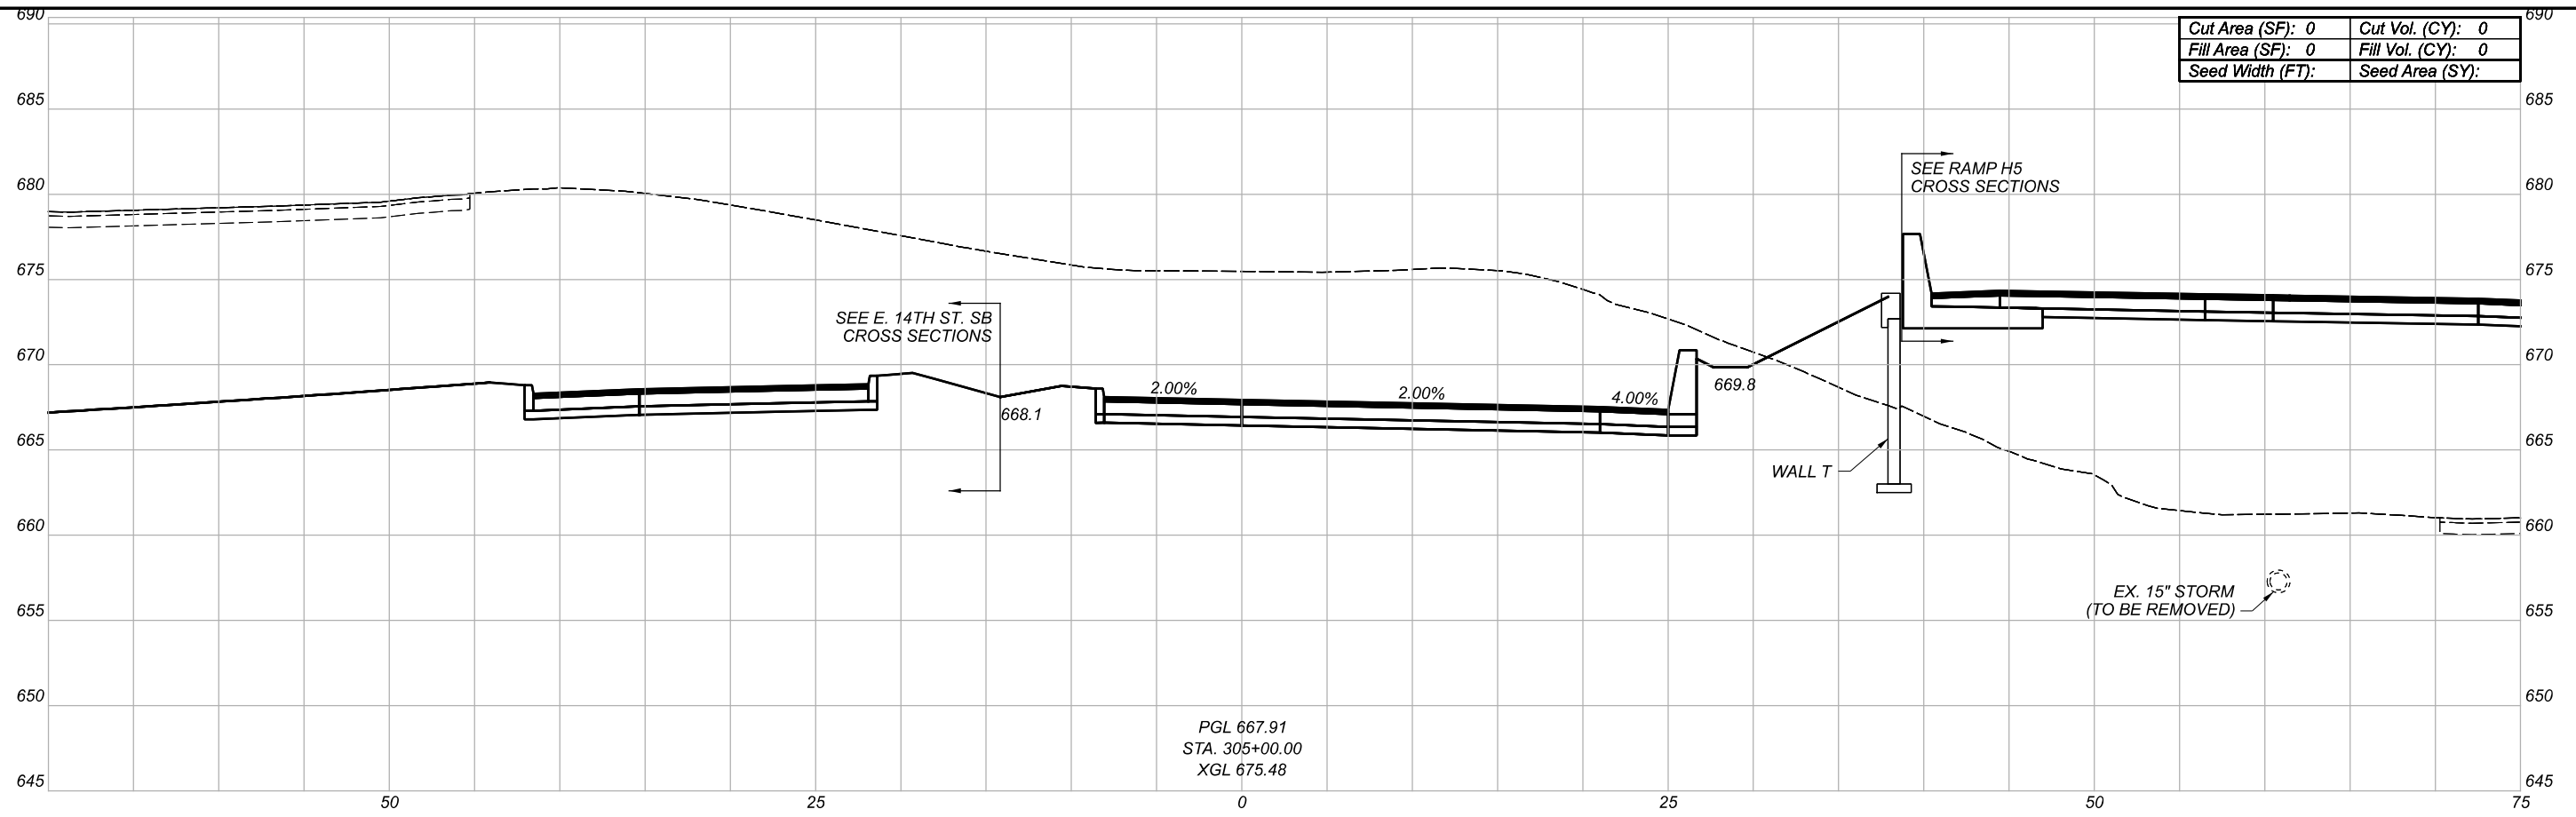 690
690
Cut Area (SF): 0 Cut Vol. (CY): 0
Fill Area (SF): 0 Fill Vol. (CY): 0
Seed Width (FT): Seed Area (SY):
685
685
SEE RAMP H5
CROSS SECTIONS
680
680
675
675
SEE E. 14TH ST. SB
CROSS SECTIONS
670
670
2.00%
2.00%
4.00%
669.8
668.1
665
665
WALL T
660
660
EX. 15" STORM
(TO BE REMOVED)
655
655
650
650
PGL 667.91
STA. 305+00.00
XGL 675.48
645
645
50
25
0
25
50
75